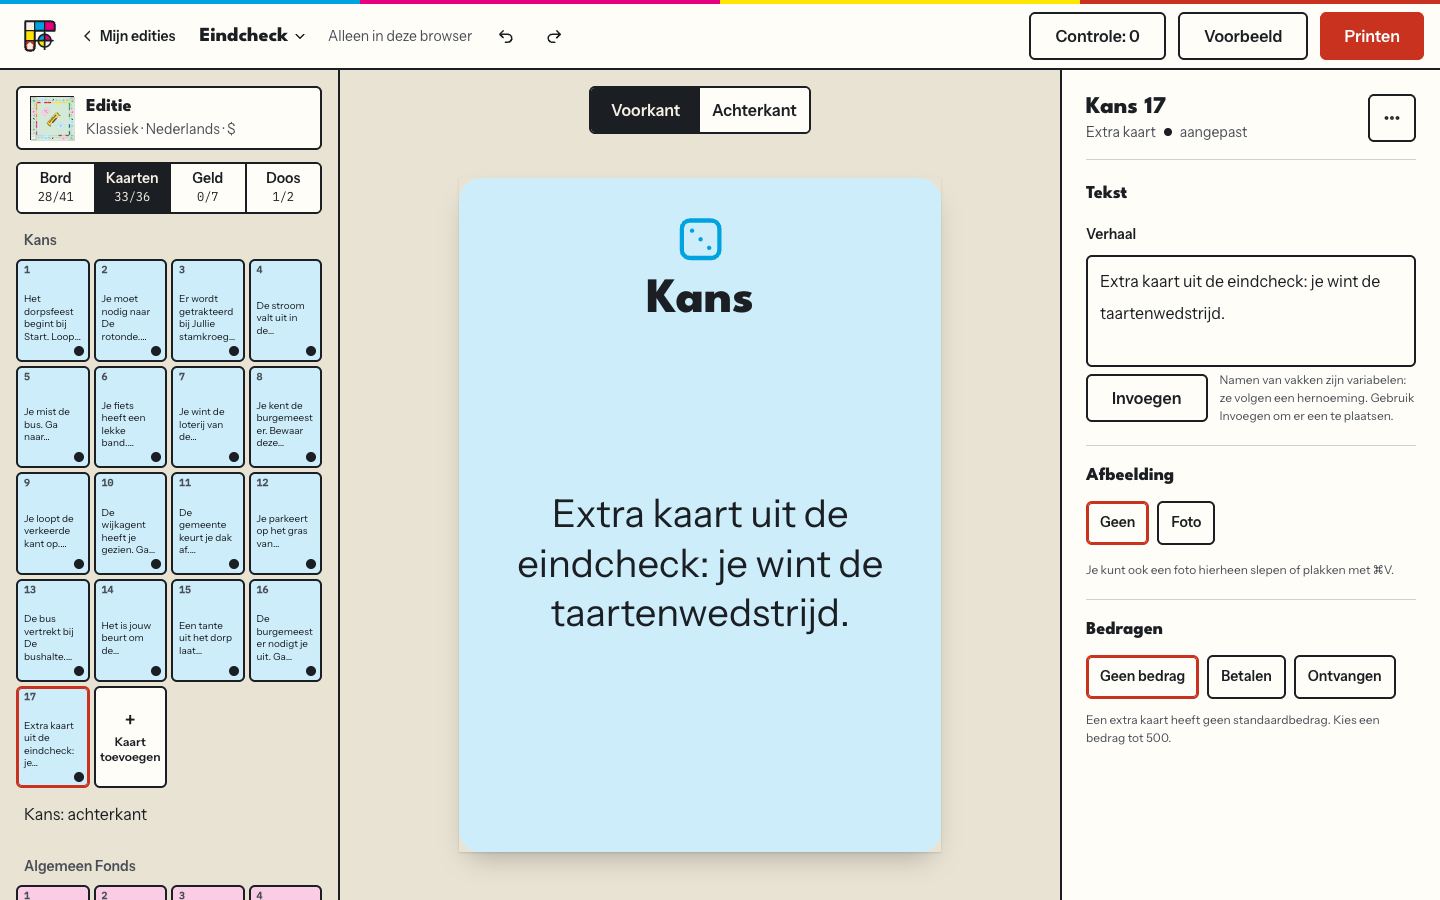 Mijn edities
Eindcheck
Alleen in deze browser
Controle: 0
Voorbeeld
Printen
Editie
Klassiek · Nederlands · $
Bord
28/41
Kaarten
33/36
Geld
0/7
Doos
1/2
Kans
1
Het
dorpsfeest
begint bij
Start. Loop...
2
Je moet
nodig naar
De
rotonde....
3
Er wordt
getrakteerd
bij Jullie
stamkroeg...
4
De stroom
valt uit in
de...
5
Je mist de
bus. Ga
naar...
6
Je fiets
heeft een
lekke
band....
7
Je wint de
loterij van
de...
8
Je kent de
burgemeest
er. Bewaar
deze...
9
Je loopt de
verkeerde
kant op....
10
De
wijkagent
heeft je
gezien. Ga...
11
De
gemeente
keurt je dak
af....
12
Je parkeert
op het gras
van...
13
De bus
vertrekt bij
De
bushalte....
14
Het is jouw
beurt om
de...
15
Een tante
uit het dorp
laat...
16
De
burgemeest
er nodigt je
uit. Ga...
17
Extra kaart
uit de
eindcheck:
je...
+
Kaart
toevoegen
Kans: achterkant
Algemeen Fonds
1
2
3
4
Voorkant
Achterkant
Kans
Extra kaart uit de
eindcheck: je wint de
taartenwedstrijd.
Kans 17
Extra kaart ● aangepast
...
Tekst
Verhaal
Extra kaart uit de eindcheck: je wint de
taartenwedstrijd.
Invoegen
Namen van vakken zijn variabelen:
ze volgen een hernoeming. Gebruik
Invoegen om er een te plaatsen.
Afbeelding
Geen
Foto
Je kunt ook een foto hierheen slepen of plakken met ⌘V.
Bedragen
Geen bedrag
Betalen
Ontvangen
Een extra kaart heeft geen standaardbedrag. Kies een
bedrag tot 500.